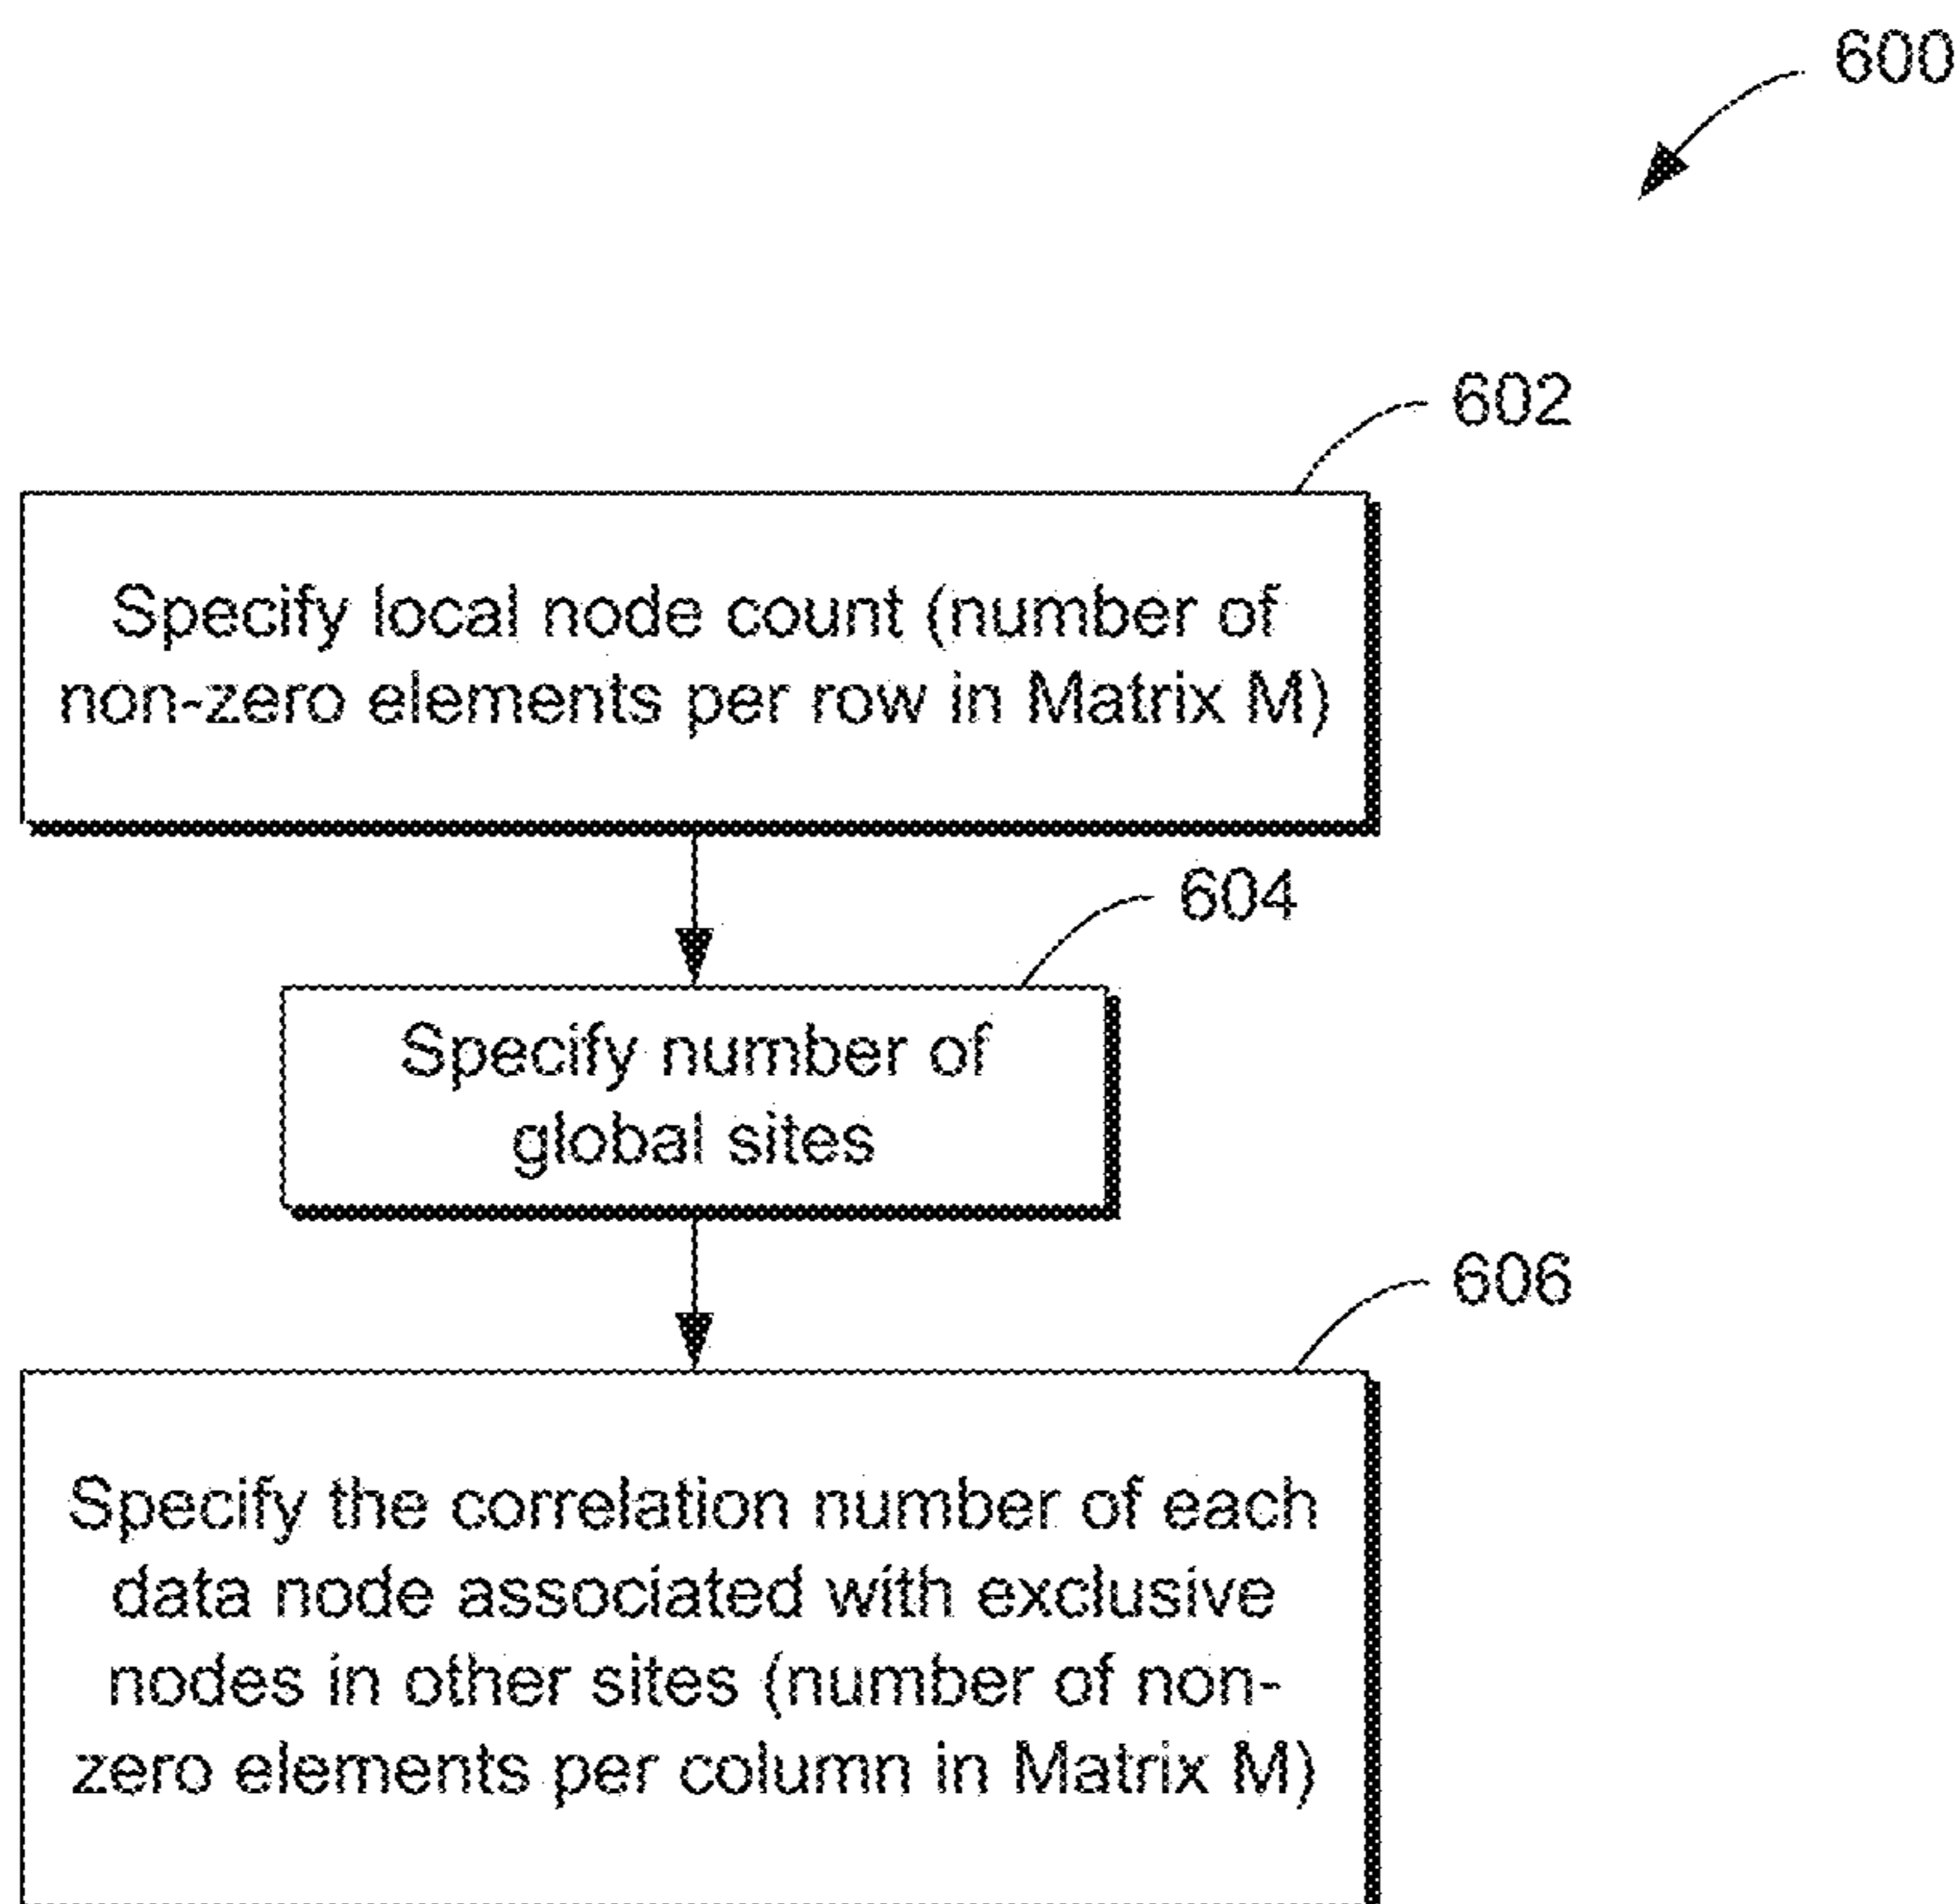 600
602
Specify local node count (number of
non-zero elements per row in Matrix M)
604
Specify number of
global sites
606
Specify the correlation number of each
data node associated with exclusive
nodes in other sites (number of non-
zero elements per column in Matrix M)